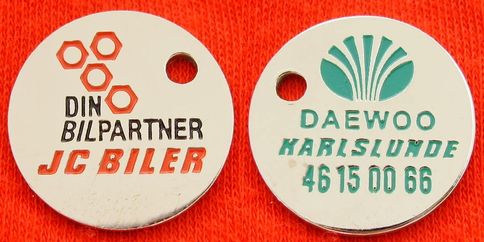 DIN
BILPARTNER
JC BILER
DAEWOO
KARLSLUNDE
46 15 00 66